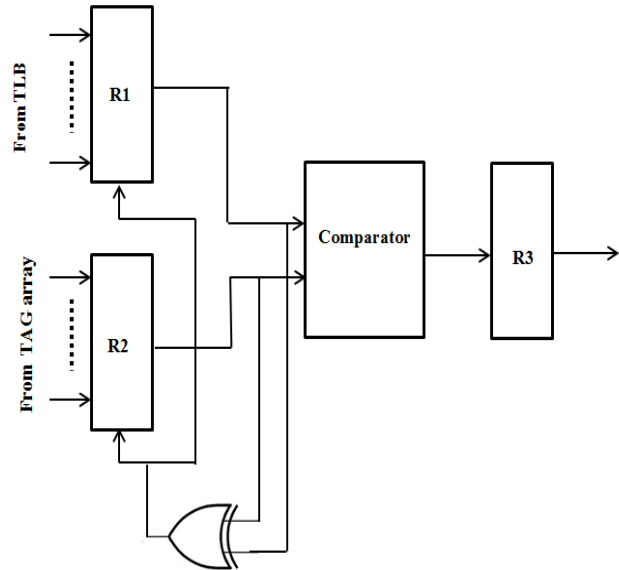 From TLB
R1
From TAG array
R2
Comparator
R3